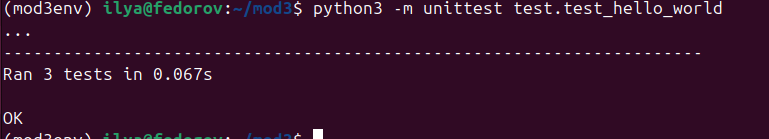 (mod3env) ilya@fedorov:~/mod3$ python3 -m unittest test.test_hello_world
...
----------------------------------------------------------------------
Ran 3 tests in 0.067s
OK
(mod3env) ilya@fedorov:~/mod3$